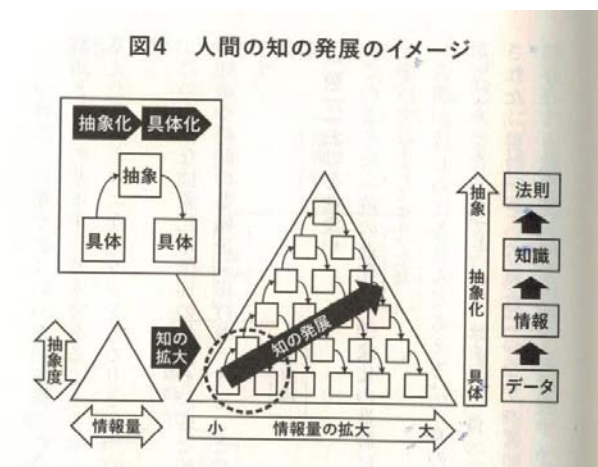 図4 人間の知の発展のイメージ
抽象化 具体化
抽象
具体 具体
抽象度
情報量
知の
拡大
知の発展
小 情報量の拡大 大
抽象
抽象化
具体
法則
知識
情報
データ